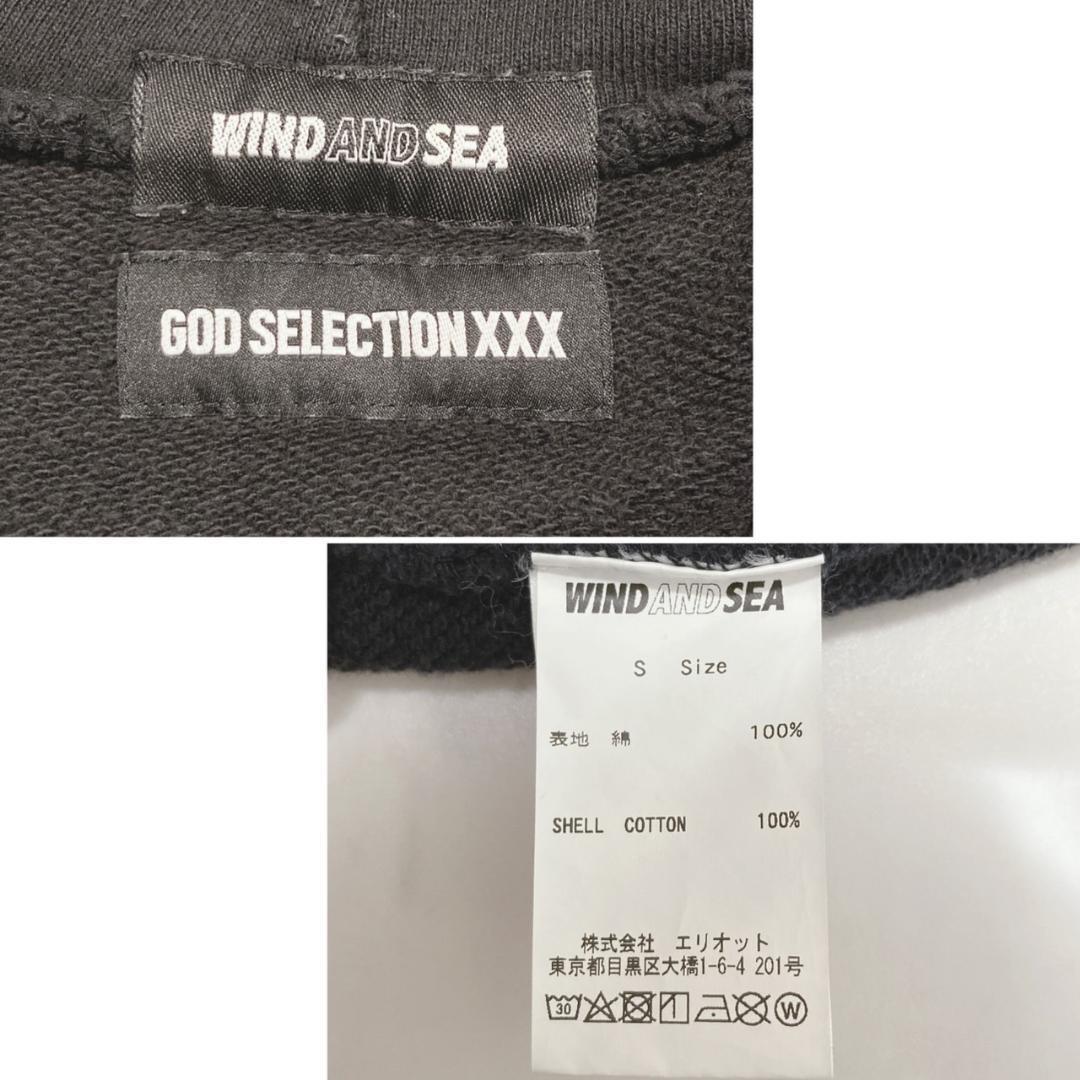 WIND AND SEA
GOD SELECTION XXX
WIND AND SEA
S Size
表地 綿 100%
SHELL COTTON 100%
株式会社 エリオット
東京都目黒区大橋1-6-4 201号
30 W